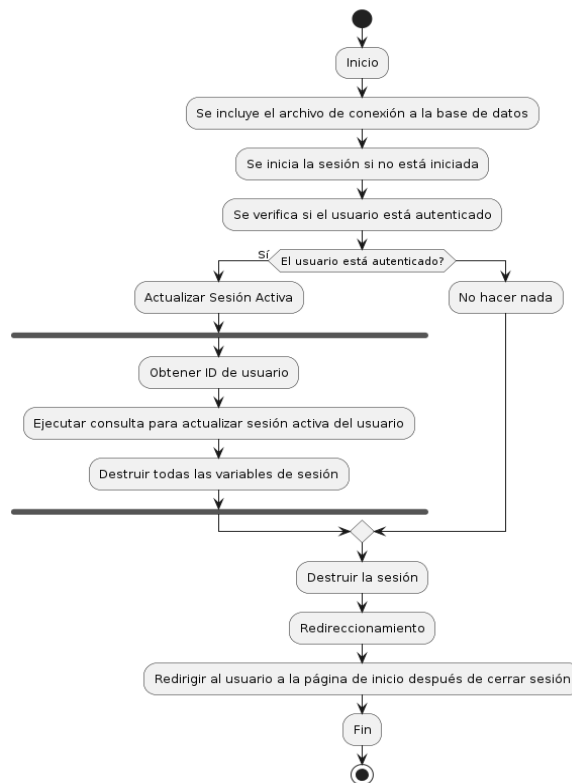 Inicio
Se incluye el archivo de conexión a la base de datos
Se inicia la sesión si no está iniciada
Se verifica si el usuario está autenticado
Sí
El usuario está autenticado?
Actualizar Sesión Activa
No hacer nada
Obtener ID de usuario
Ejecutar consulta para actualizar sesión activa del usuario
Destruir todas las variables de sesión
Destruir la sesión
Redireccionamiento
Redirigir al usuario a la página de inicio después de cerrar sesión
Fin